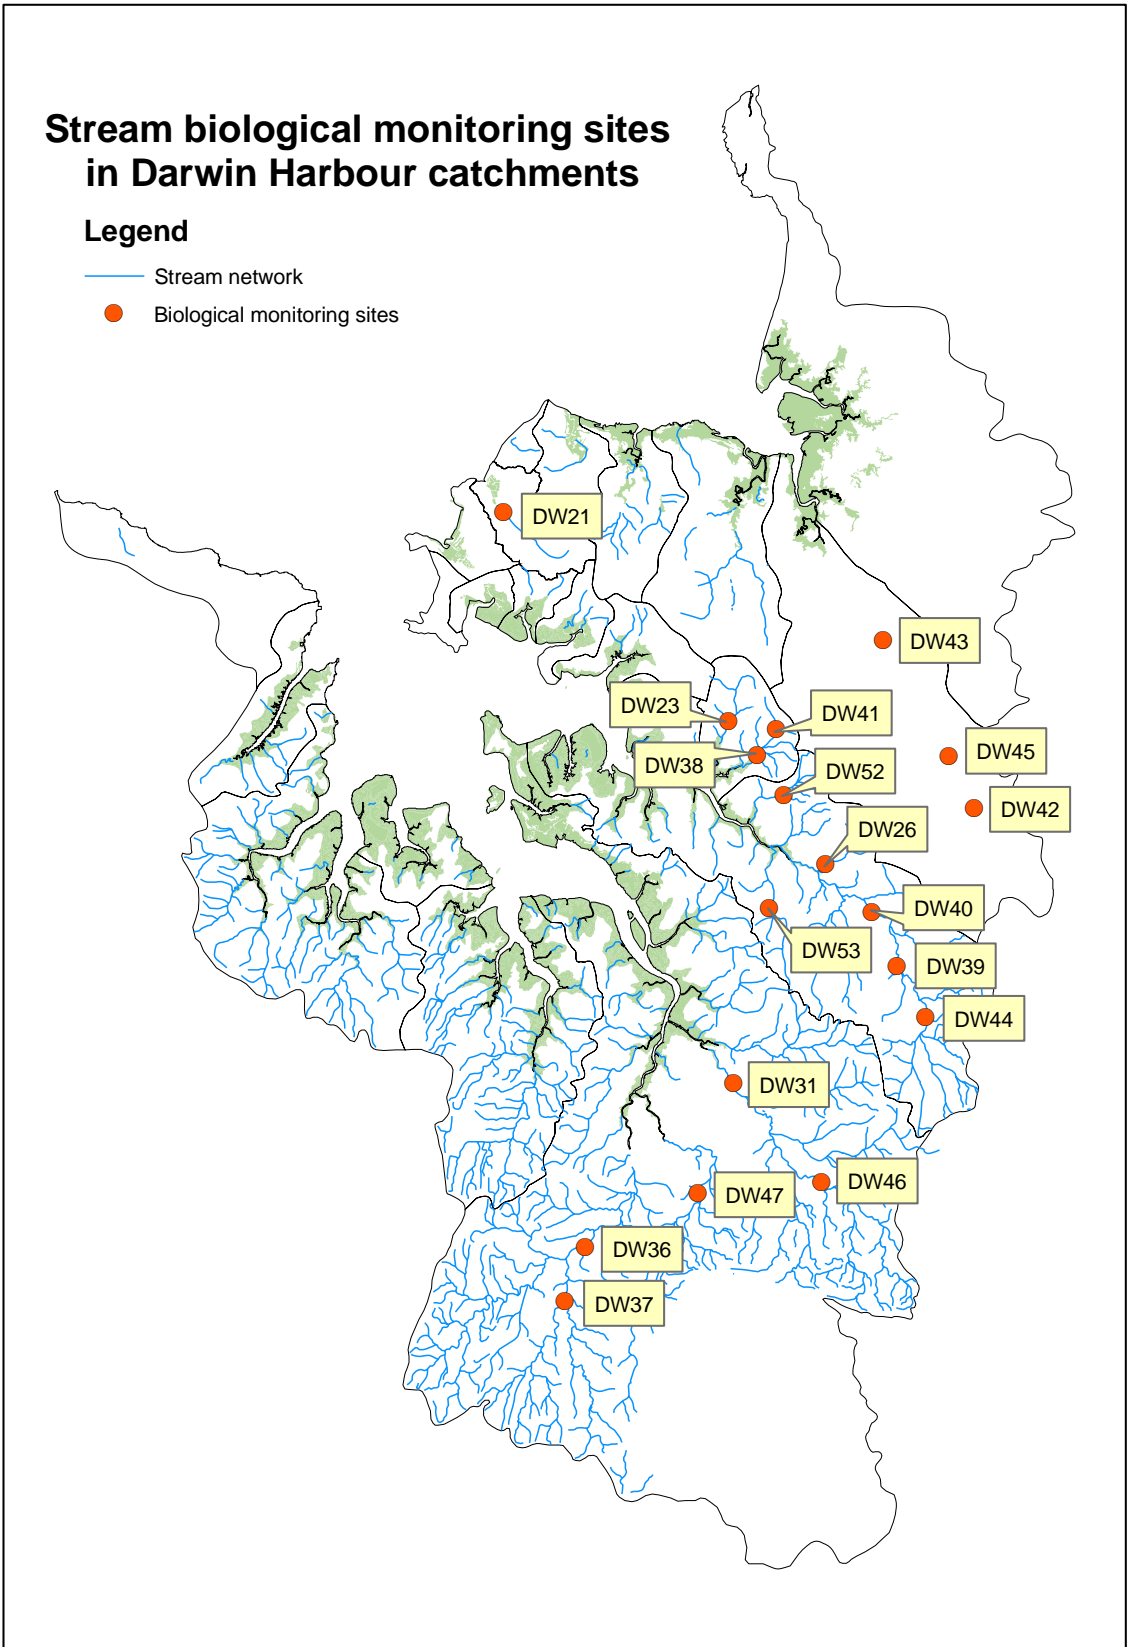 Stream biological monitoring sites
in Darwin Harbour catchments
Legend
Stream network
Biological monitoring sites
DW21
DW43
DW23
DW41
DW45
DW38
DW52
DW42
DW26
DW40
DW53
DW39
DW44
DW31
DW46
DW47
DW36
DW37